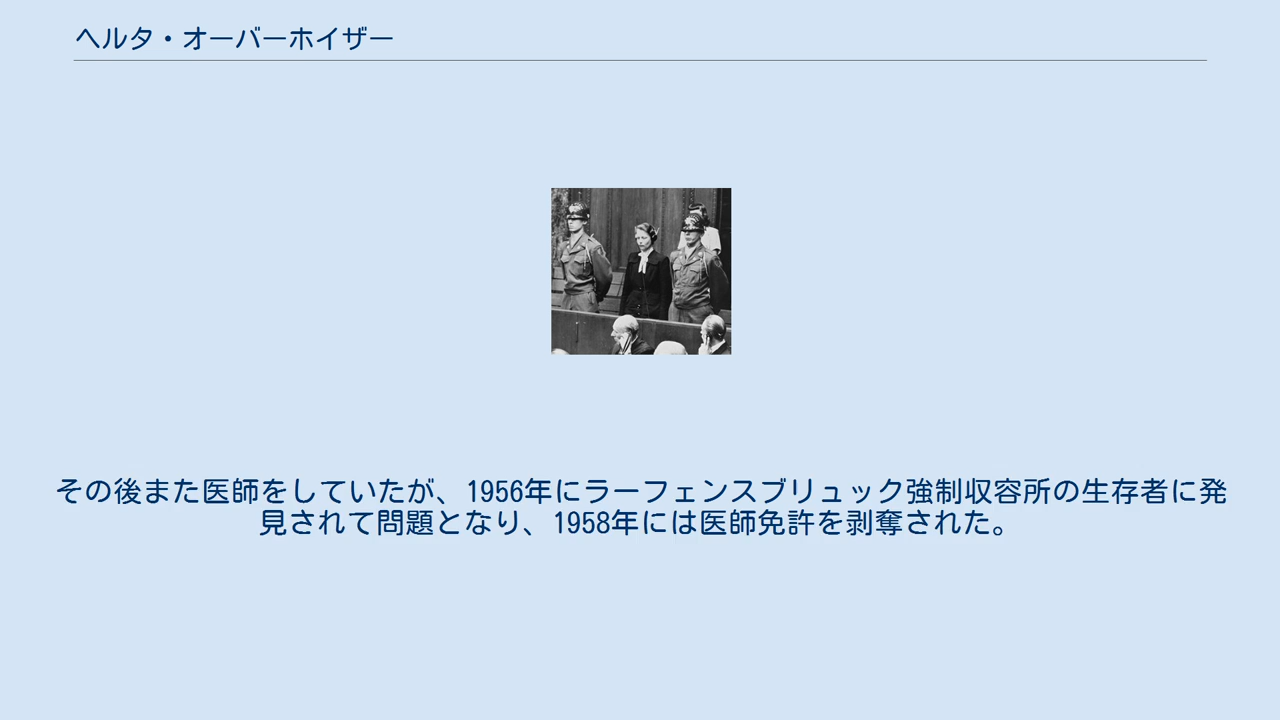 ヘルタ・オーバーホイザー
その後また医師をしていたが、1956年にラーフェンスブリュック強制収容所の生存者に発
見されて問題となり、1958年には医師免許を剥奪された。